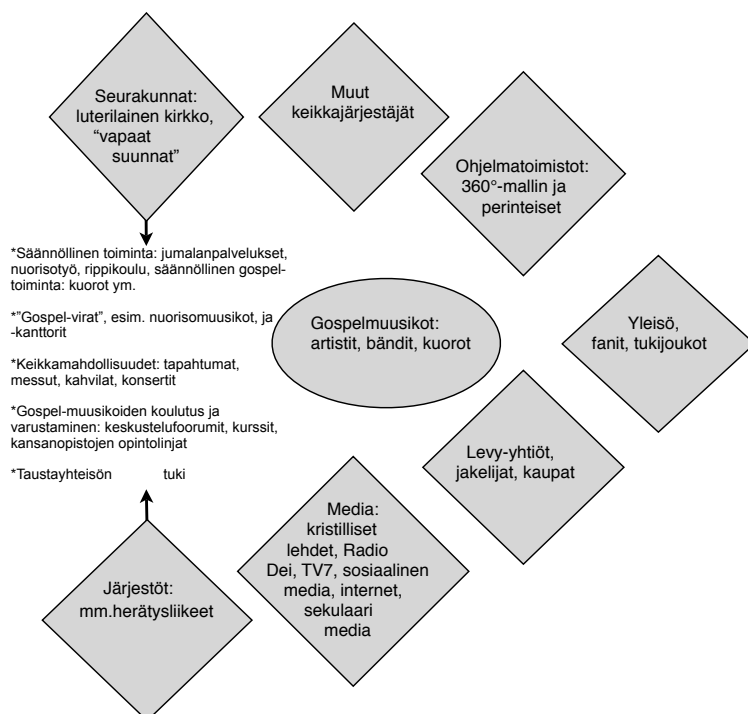 Seurakunnat:
luterilainen kirkko,
“vapaat
suunnat”
Muut
keikkajärjestäjät
Ohjelmatoimistot:
360°-mallin ja
perinteiset
*Säännöllinen toiminta: jumalanpalvelukset,
nuorisotyö, rippikoulu, säännöllinen gospel-
toiminta: kuorot ym.
*”Gospel-virat”, esim. nuorisomuusikot, ja
-kanttorit
*Keikkamahdollisuudet: tapahtumat,
messut, kahvilat, konsertit
*Gospel-muusikoiden koulutus ja
varustaminen: keskustelufoorumit, kurssit,
kansanopistojen opintolinjat
*Taustayhteisön tuki
Gospelmuusikot:
artistit, bändit, kuorot
Yleisö,
fanit, tukijoukot
Levy-yhtiöt,
jakelijat, kaupat
Media:
kristilliset
lehdet, Radio
Dei, TV7, sosiaalinen
media, internet,
sekulaari
media
Järjestöt:
mm.herätysliikeet